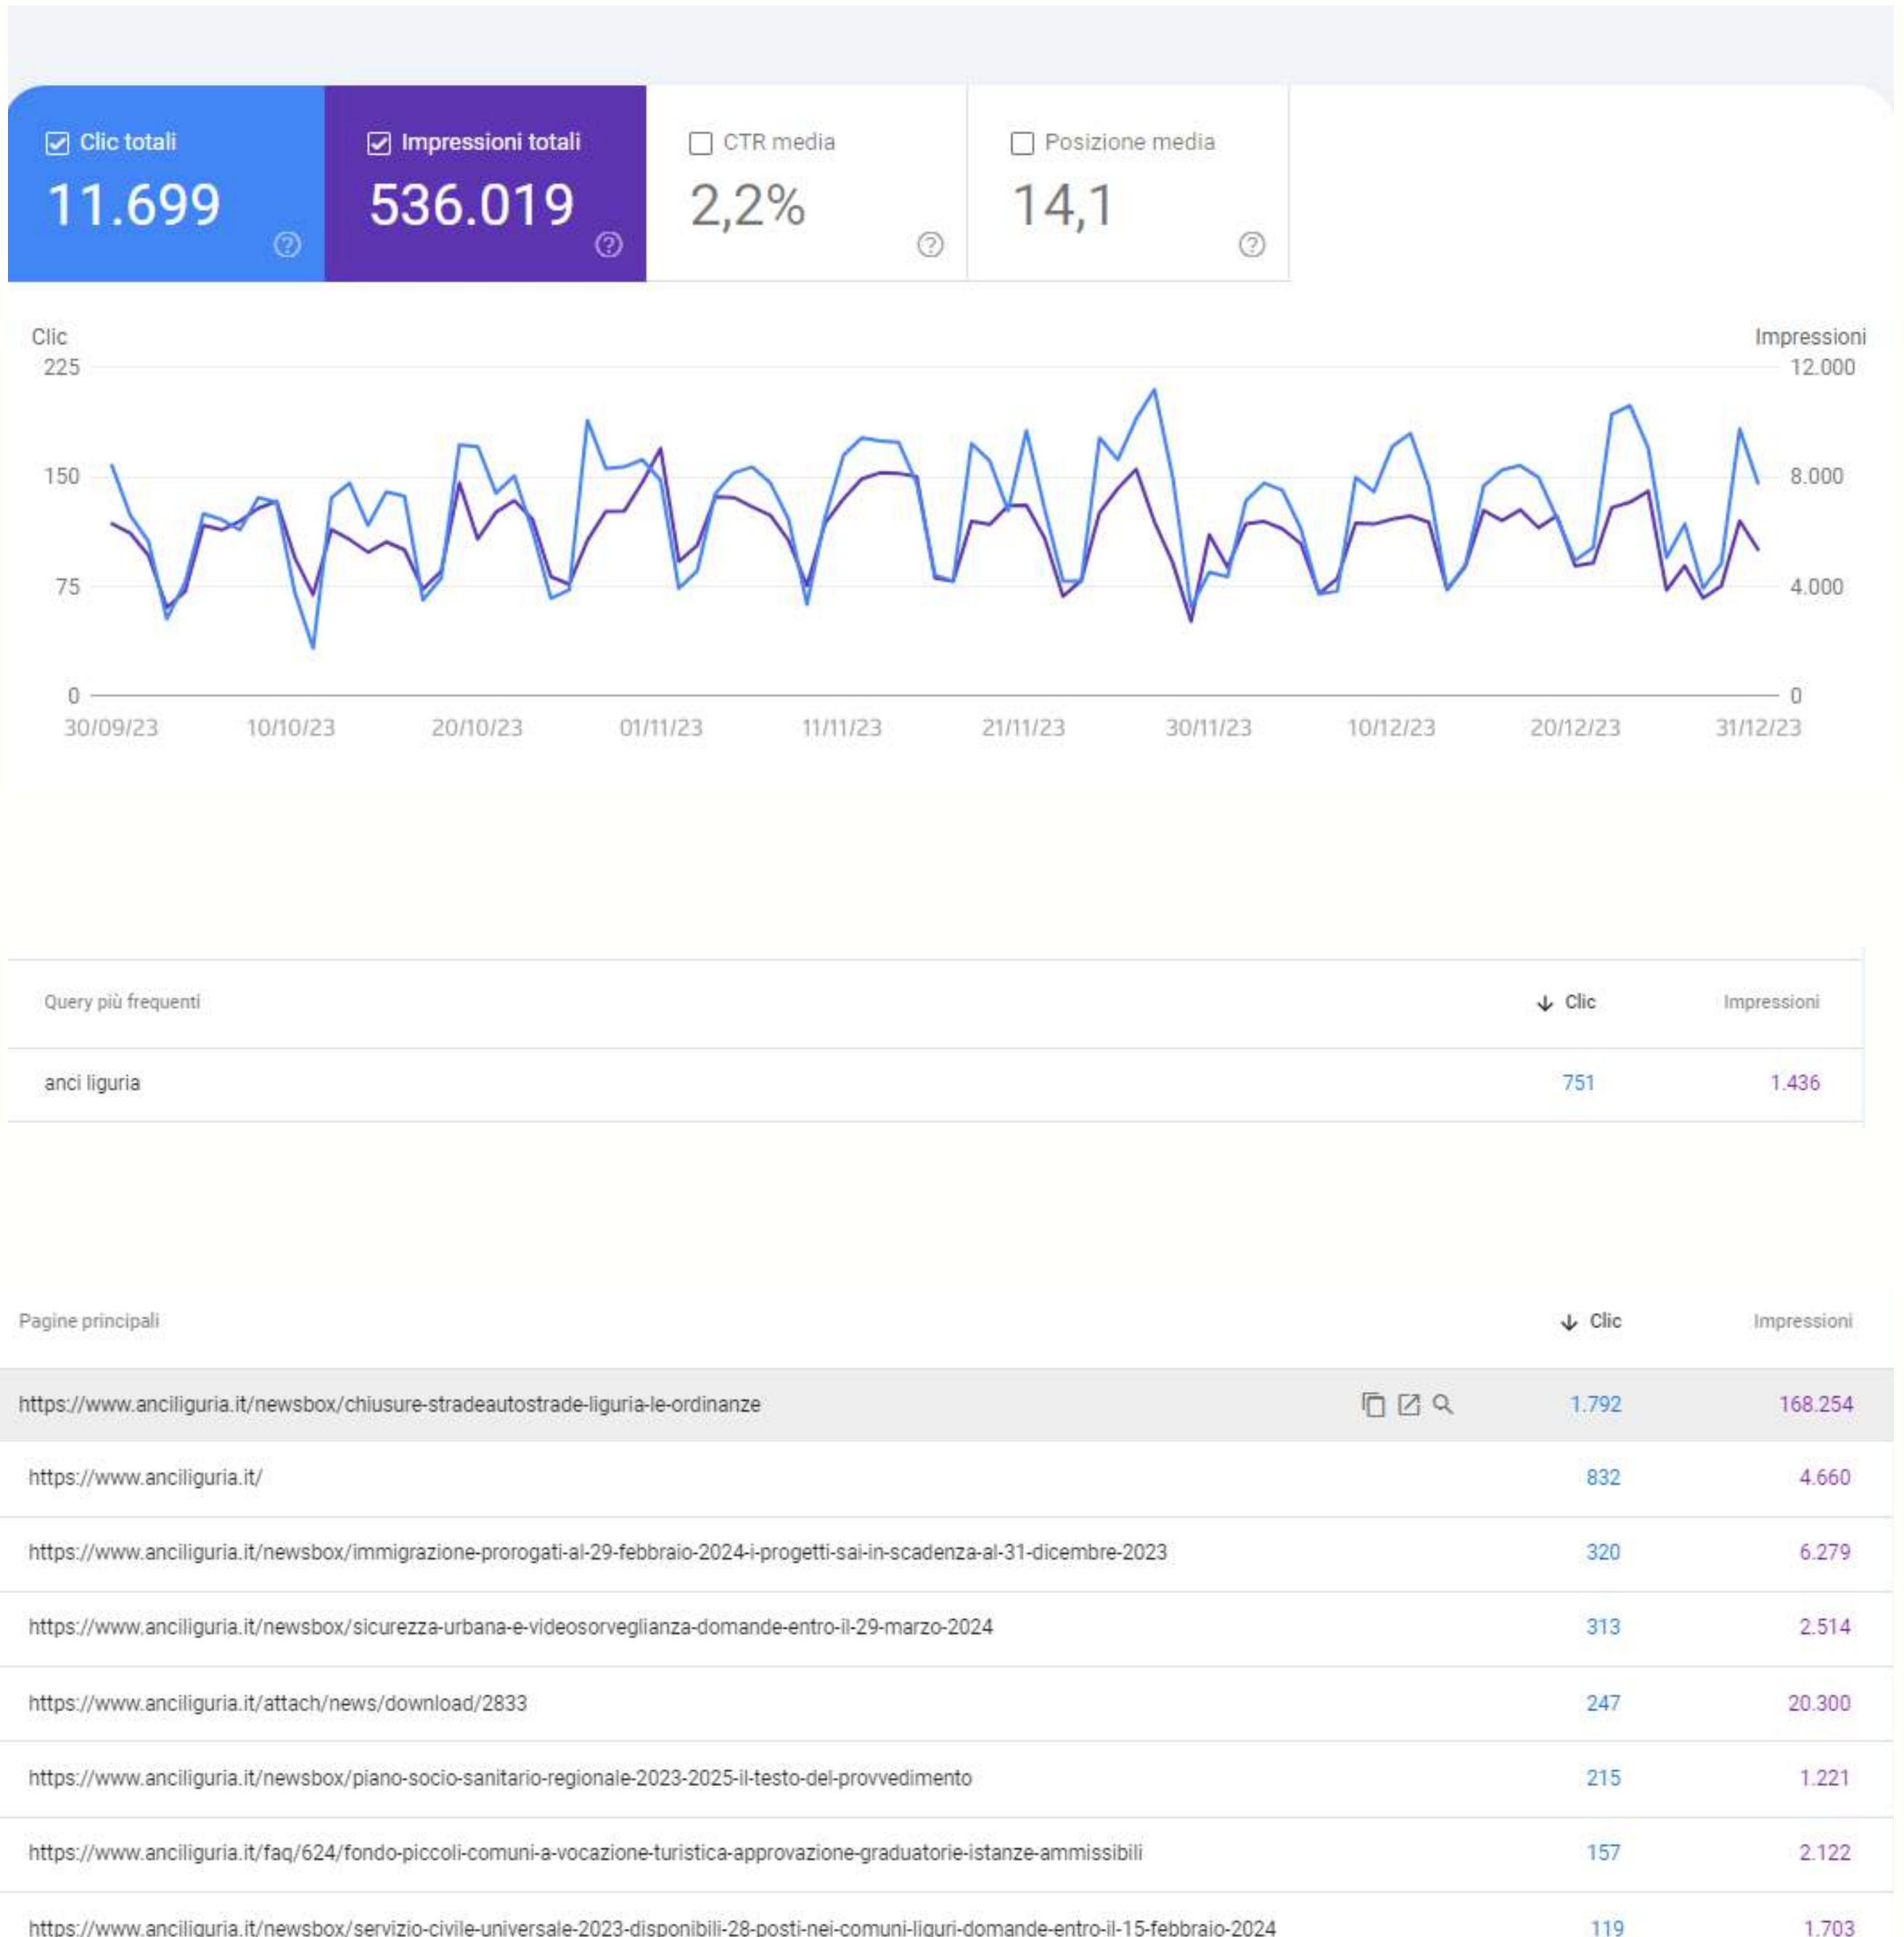 Clic totali Impressioni totali CTR media Posizione media
11.699 536.019 2,2% 14,1
Clic Impressioni
225 12.000
150 8.000
75 4.000
0 0
30/09/23 10/10/23 20/10/23 01/11/23 11/11/23 21/11/23 30/11/23 10/12/23 20/12/23 31/12/23
Query più frequenti Clic Impressioni
anci liguria 751 1.436
Pagine principali Clic Impressioni
https://www.anciliguria.it/newsbox/chiusure-stradeautostrade-liguria-le-ordinanze 1.792 168.254
https://www.anciliguria.it/ 832 4.660
https://www.anciliguria.it/newsbox/immigrazione-prorogati-al-29-febbraio-2024-i-progetti-sai-in-scadenza-al-31-dicembre-2023 320 6.279
https://www.anciliguria.it/newsbox/sicurezza-urbana-e-videosorveglianza-domande-entro-il-29-marzo-2024 313 2.514
https://www.anciliguria.it/attach/news/download/2833 247 20.300
https://www.anciliguria.it/newsbox/piano-socio-sanitario-regionale-2023-2025-il-testo-del-provvedimento 215 1.221
https://www.anciliguria.it/faq/624/fondo-piccoli-comuni-a-vocazione-turistica-approvazione-graduatorie-istanze-ammissibili 157 2.122
https://www.anciliguria.it/newsbox/servizio-civile-universale-2023-disponibili-28-posti-nei-comuni-liguri-domande-entro-il-15-febbraio-2024 119 1.703